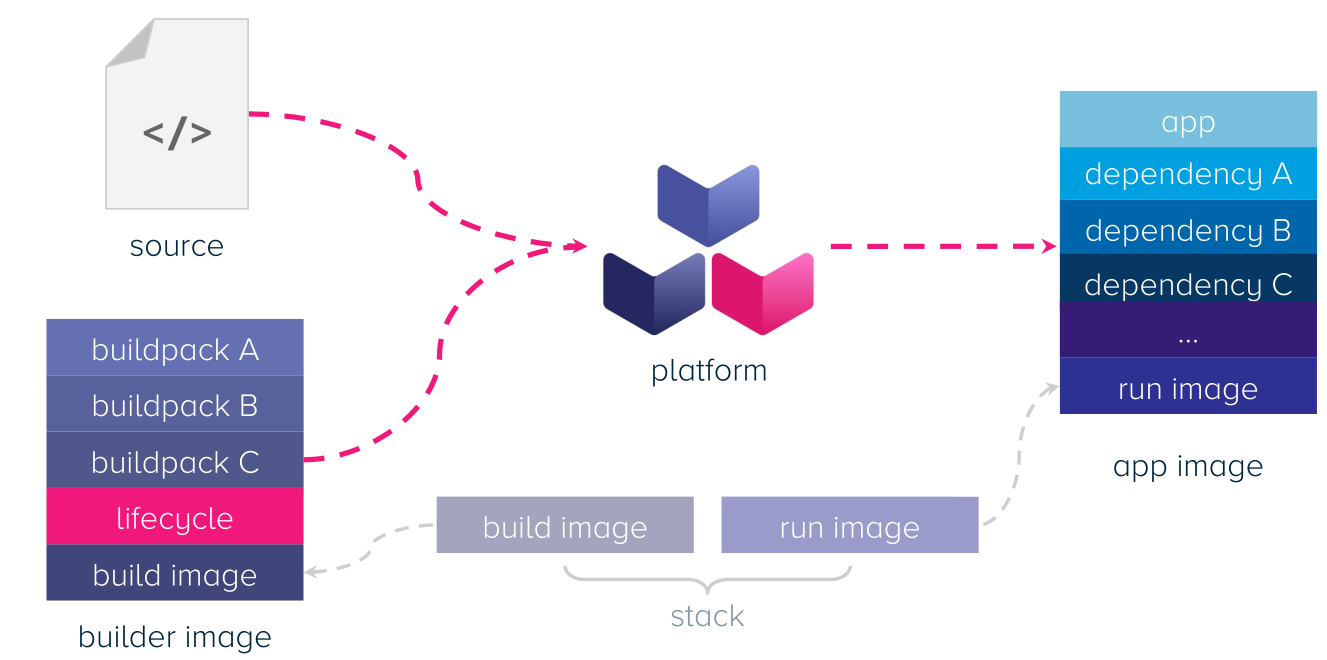 </>
source
buildpack A
buildpack B
buildpack C
lifecycle
build image
builder image
platform
build image
run image
stack
app
dependency A
dependency B
dependency C
...
run image
app image